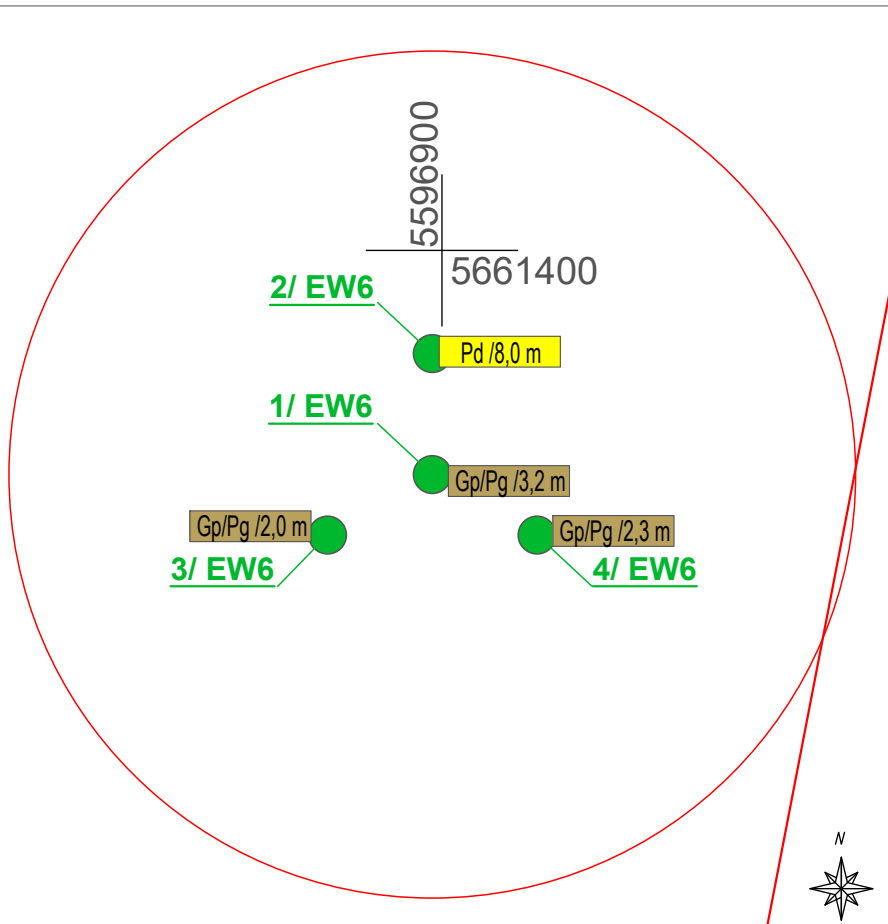 5596900
5661400
2/ EW6
Pd /8,0 m
1/ EW6
Gp/Pg /3,2 m
Gp/Pg /2,0 m
Gp/Pg /2,3 m
3/ EW6
4/ EW6
N